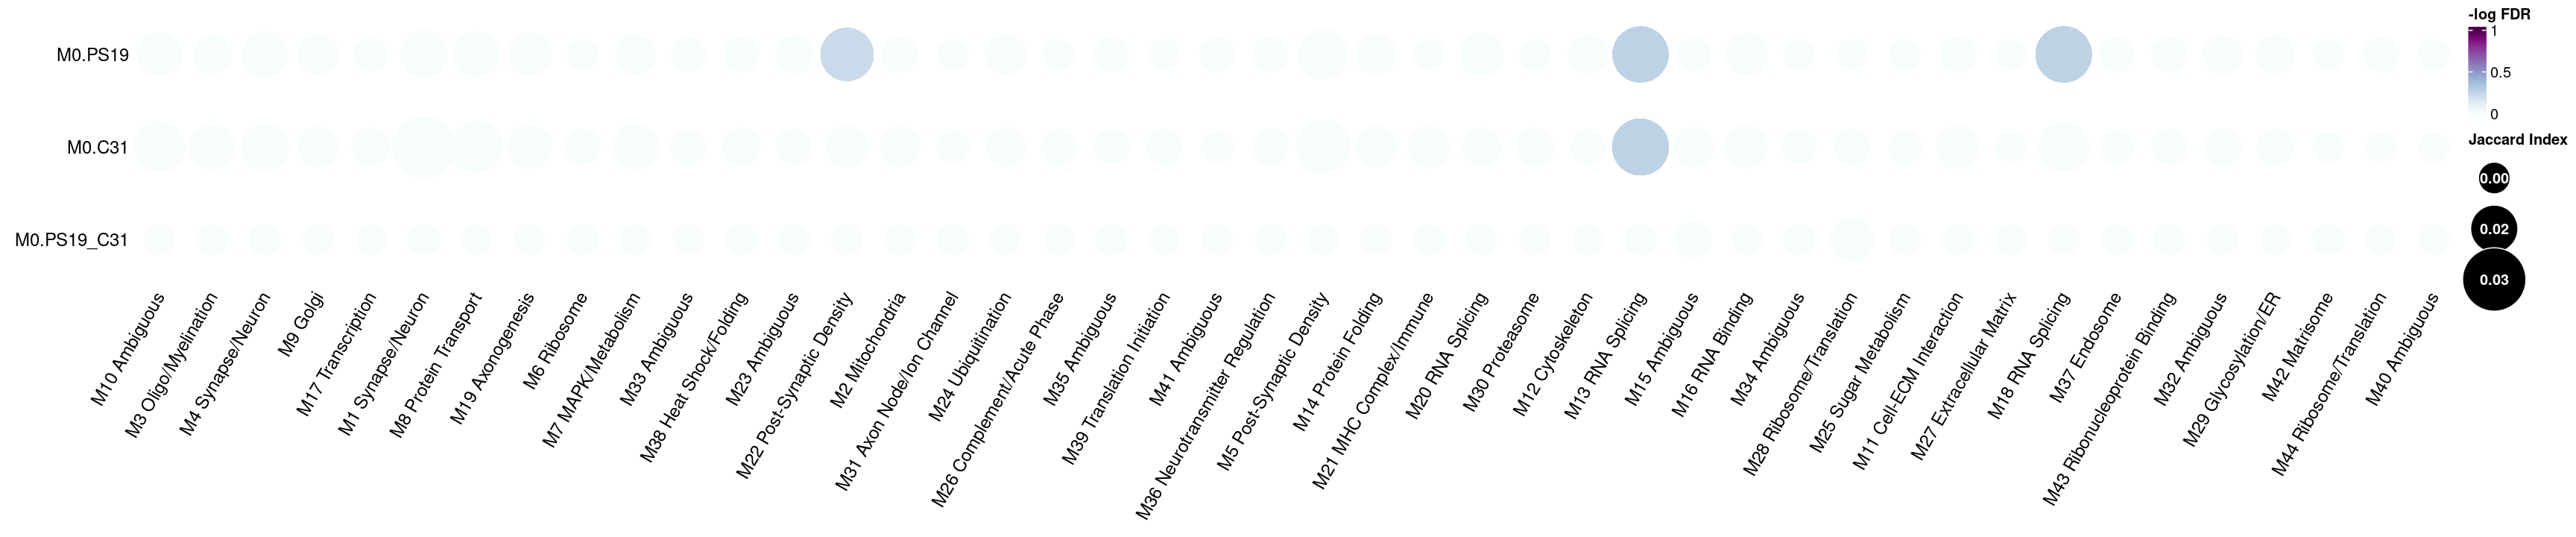 M0.PS19
M0.C31
M0.PS19_C31
M10 Ambiguous
M3 Oligo/Myelination
M4 Synapse/Neuron
M9 Golgi
M17 Transcription
M1 Synapse/Neuron
M8 Protein Transport
M19 Axonogenesis
M6 Ribosome
M7 MAPK/Metabolism
M33 Ambiguous
M38 Heat Shock/Folding
M23 Ambiguous
M22 Post-Synaptic Density
M2 Mitochondria
M31 Axon Node/Ion Channel
M24 Ubiquitination
M26 Complement/Acute Phase
M35 Ambiguous
M39 Translation Initiation
M41 Ambiguous
M36 Neurotransmitter Regulation
M5 Post-Synaptic Density
M14 Protein Folding
M21 MHC Complex/Immune
M20 RNA Splicing
M30 Proteasome
M12 Cytoskeleton
M13 RNA Splicing
M15 Ambiguous
M16 RNA Binding
M34 Ambiguous
M28 Ribosome/Translation
M25 Sugar Metabolism
M11 Cell-ECM Interaction
M27 Extracellular Matrix
M18 RNA Splicing
M37 Endosome
M43 Ribonucleoprotein Binding
M32 Ambiguous
M29 Glycosylation/ER
M42 Matrisome
M44 Ribosome/Translation
M40 Ambiguous
-log FDR
1
0.5
0
Jaccard Index
0.00
0.02
0.03